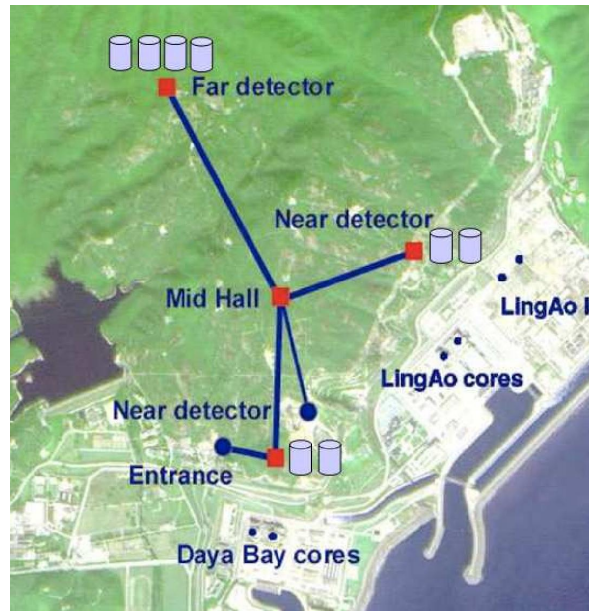 Far detector
Near detector
Mid Hall
LingAo
LingAo cores
Near detector
Entrance
Daya Bay cores